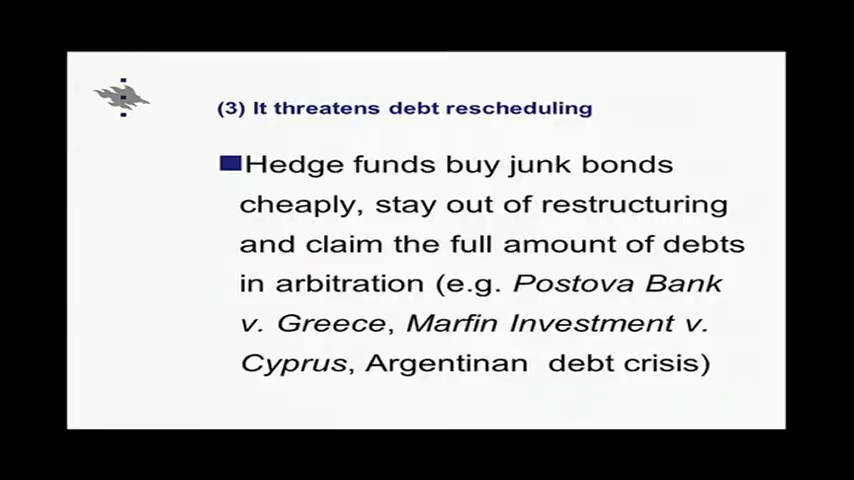 (3) It threatens debt rescheduling
Hedge funds buy junk bonds
cheaply, stay out of restructuring
and claim the full amount of debts
in arbitration (e.g. Postova Bank
v. Greece, Marfin Investment v.
Cyprus, Argentinan debt crisis)